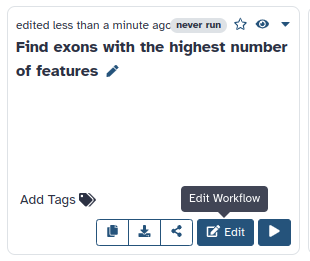 edited less than a minute ago never run
Find exons with the highest number
of features
Add Tags
Edit Workflow
Edit